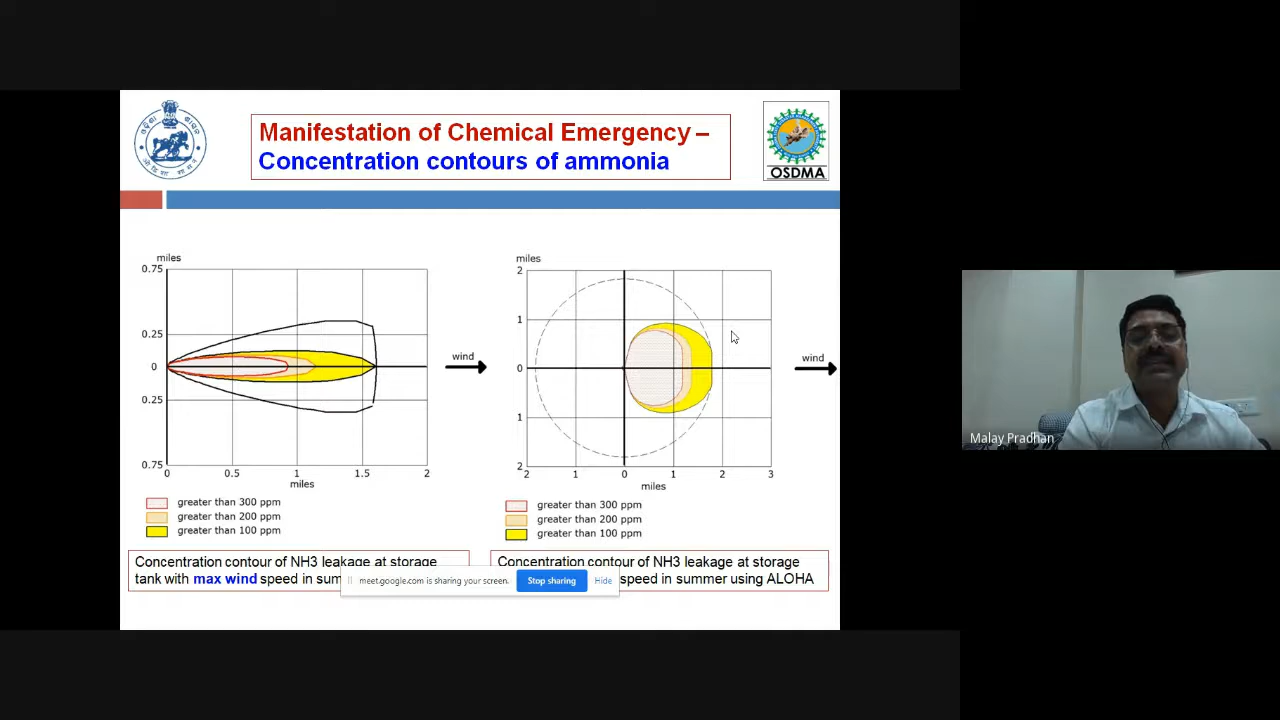 Manifestation of Chemical Emergency –
Concentration contours of ammonia
OSDMA
miles
0.75
0.25
0
0.25
0.75
0 0.5 1 1.5 2
miles
wind
greater than 300 ppm
greater than 200 ppm
greater than 100 ppm
miles
2
1
0
1
2
2 1 0 1 2 3
miles
wind
greater than 300 ppm
greater than 200 ppm
greater than 100 ppm
Concentration contour of NH3 leakage at storage
tank with max wind speed in sum
Concentration contour of NH3 leakage at storage
speed in summer using ALOHA
meet.google.com is sharing your screen.
Stop sharing
Hide
Malay Pradhan